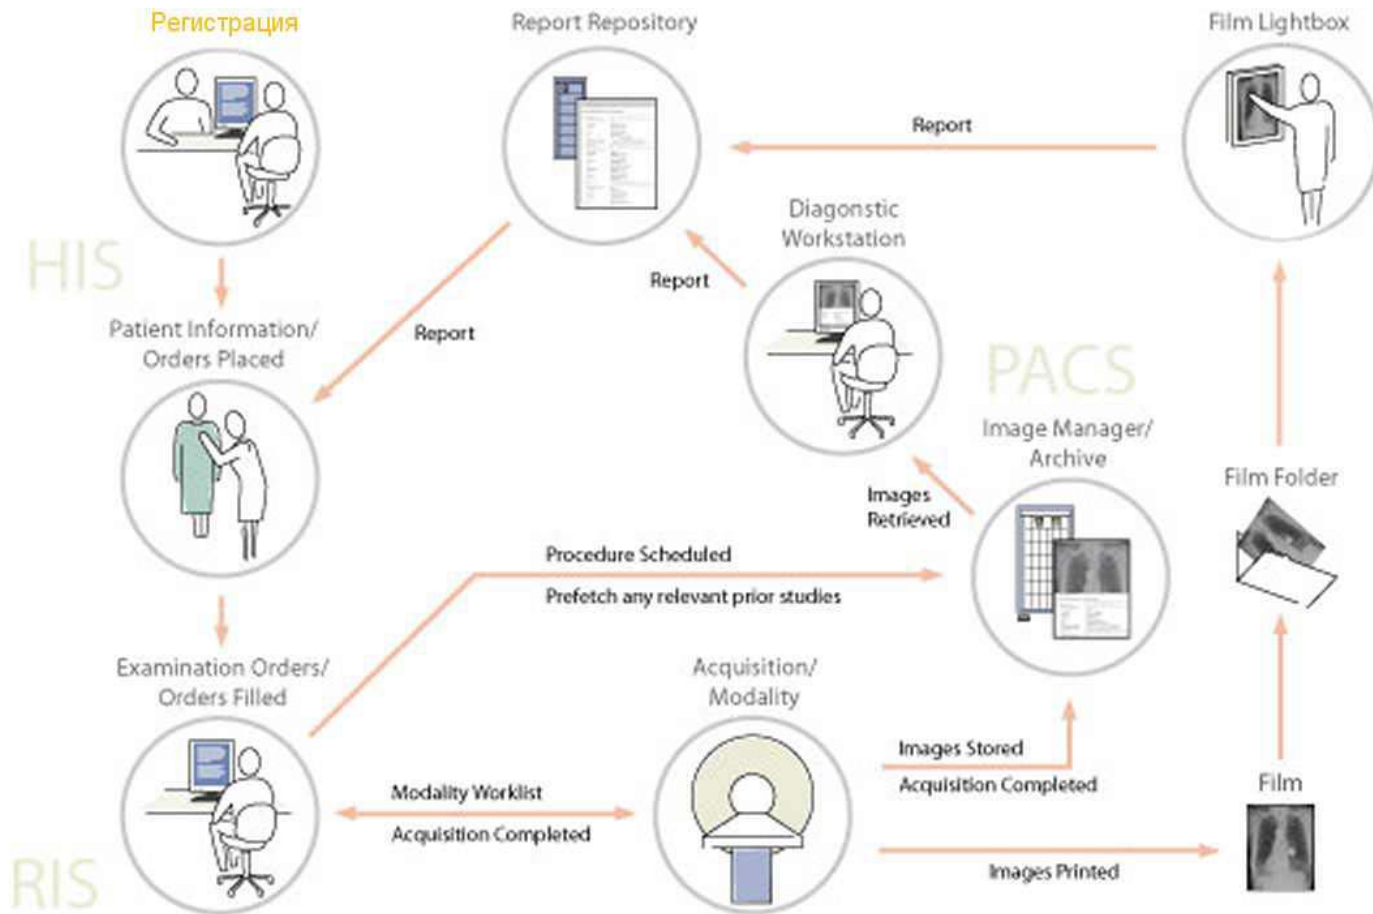 Регистрация
Report Repository
Film Lightbox
Report
Diagonstic
Workstation
HIS
Report
Patient Information/
Orders Placed
Report
PACS
Image Manager/
Archive
Film Folder
Images
Retrieved
Procedure Scheduled
Prefetch any relevant prior studies
Examination Orders/
Orders Filled
Acquisition/
Modality
Images Stored
Acquisition Completed
Film
Modality Worklist
Acquisition Completed
Images Printed
RIS